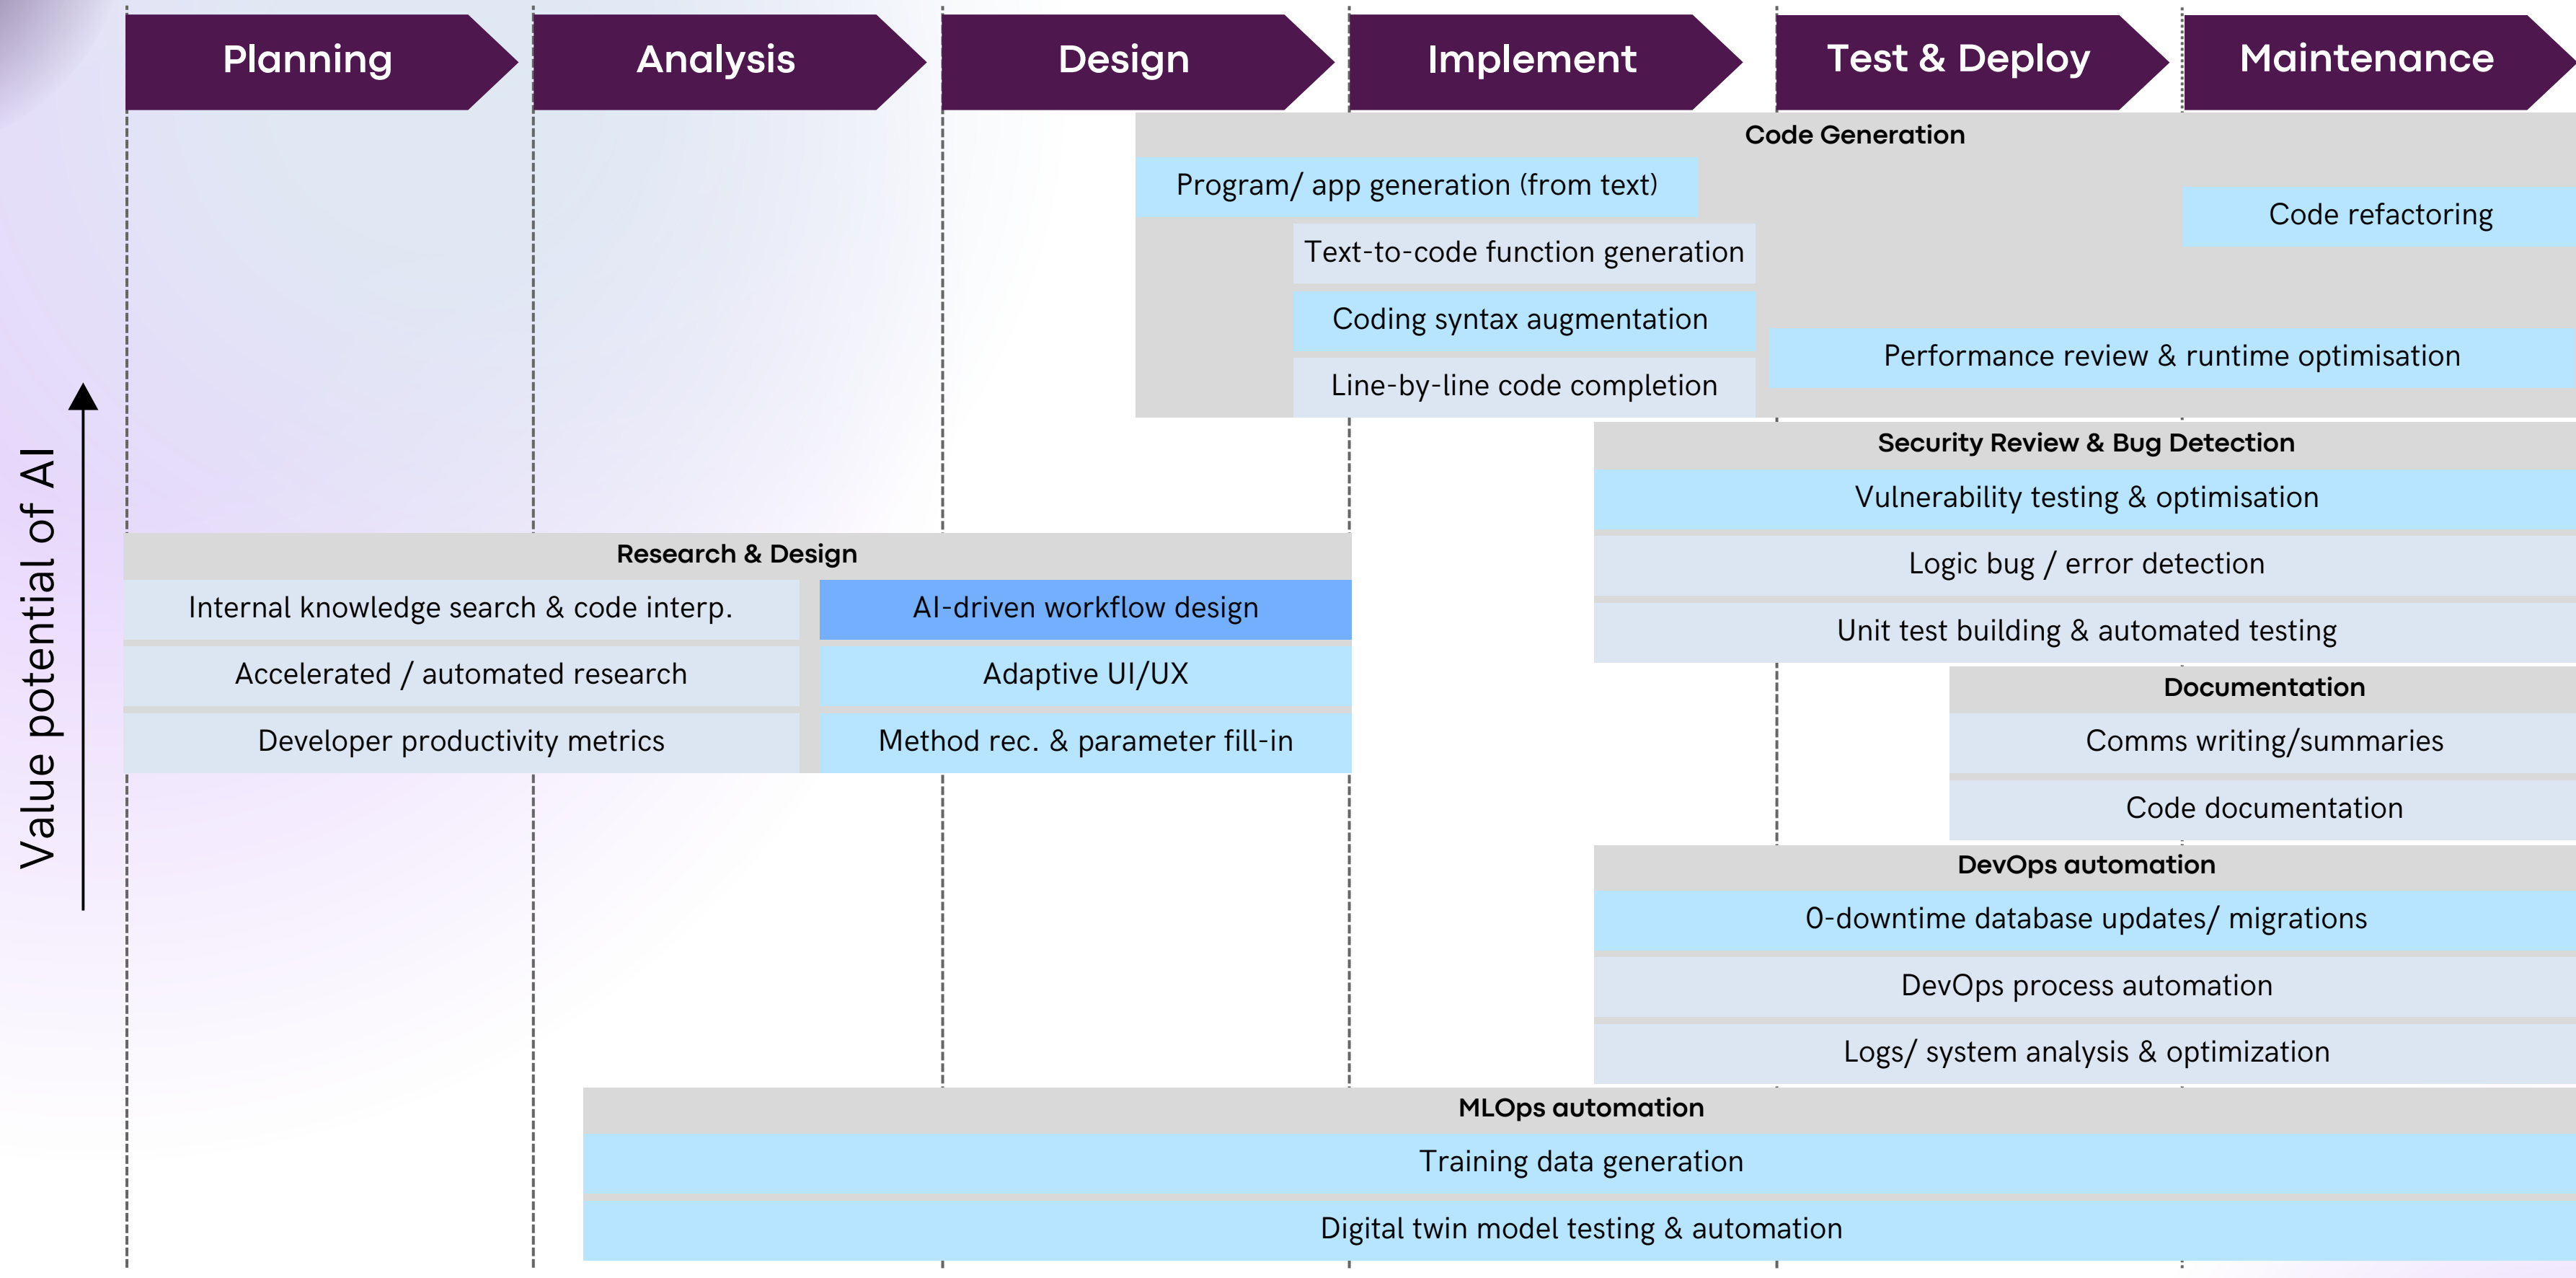 Planning
Analysis
Design
Implement
Test & Deploy
Maintenance
Code Generation
Program/ app generation (from text)
Code refactoring
Text-to-code function generation
Coding syntax augmentation
Performance review & runtime optimisation
Line-by-line code completion
Value potential of AI
Security Review & Bug Detection
Vulnerability testing & optimisation
Logic bug / error detection
Unit test building & automated testing
Research & Design
Internal knowledge search & code interp.
AI-driven workflow design
Accelerated / automated research
Adaptive UI/UX
Developer productivity metrics
Method rec. & parameter fill-in
Documentation
Comms writing/summaries
Code documentation
DevOps automation
0-downtime database updates/ migrations
DevOps process automation
Logs/ system analysis & optimization
MLOps automation
Training data generation
Digital twin model testing & automation